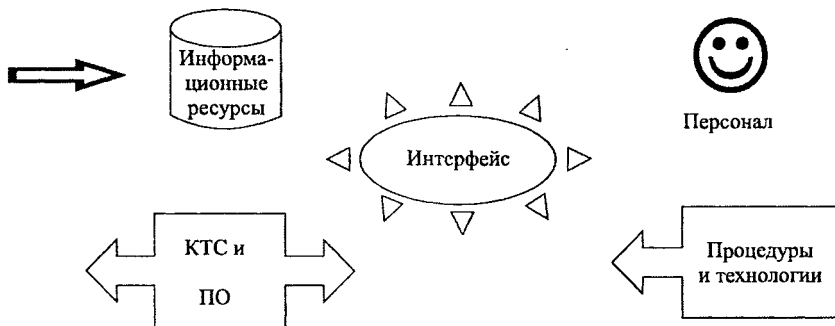 Информа-
ционные
ресурсы
Персонал
Интерфейс
КТС и
ПО
Процедуры
и технологии